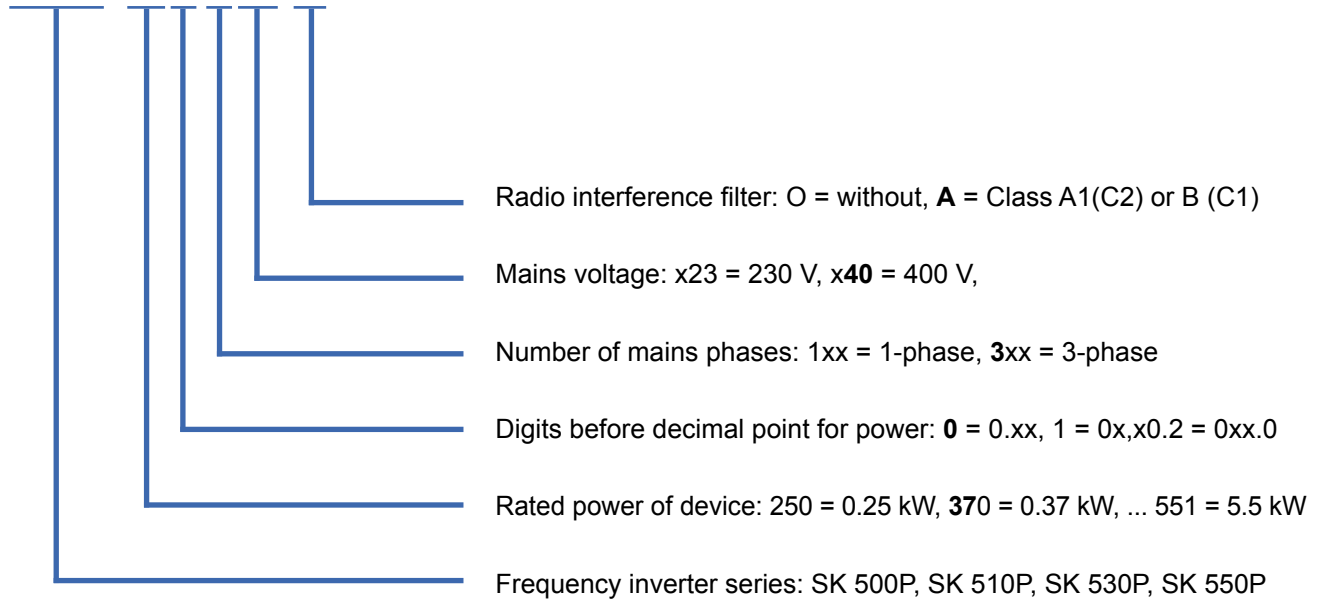 Radio interference filter: O = without, A = Class A1(C2) or B (C1)
Mains voltage: x23 = 230 V, x40 = 400 V,
Number of mains phases: 1xx = 1-phase, 3xx = 3-phase
Digits before decimal point for power: 0 = 0.xx, 1 = 0x,x0.2 = 0xx.0
Rated power of device: 250 = 0.25 kW, 370 = 0.37 kW, ... 551 = 5.5 kW
Frequency inverter series: SK 500P, SK 510P, SK 530P, SK 550P